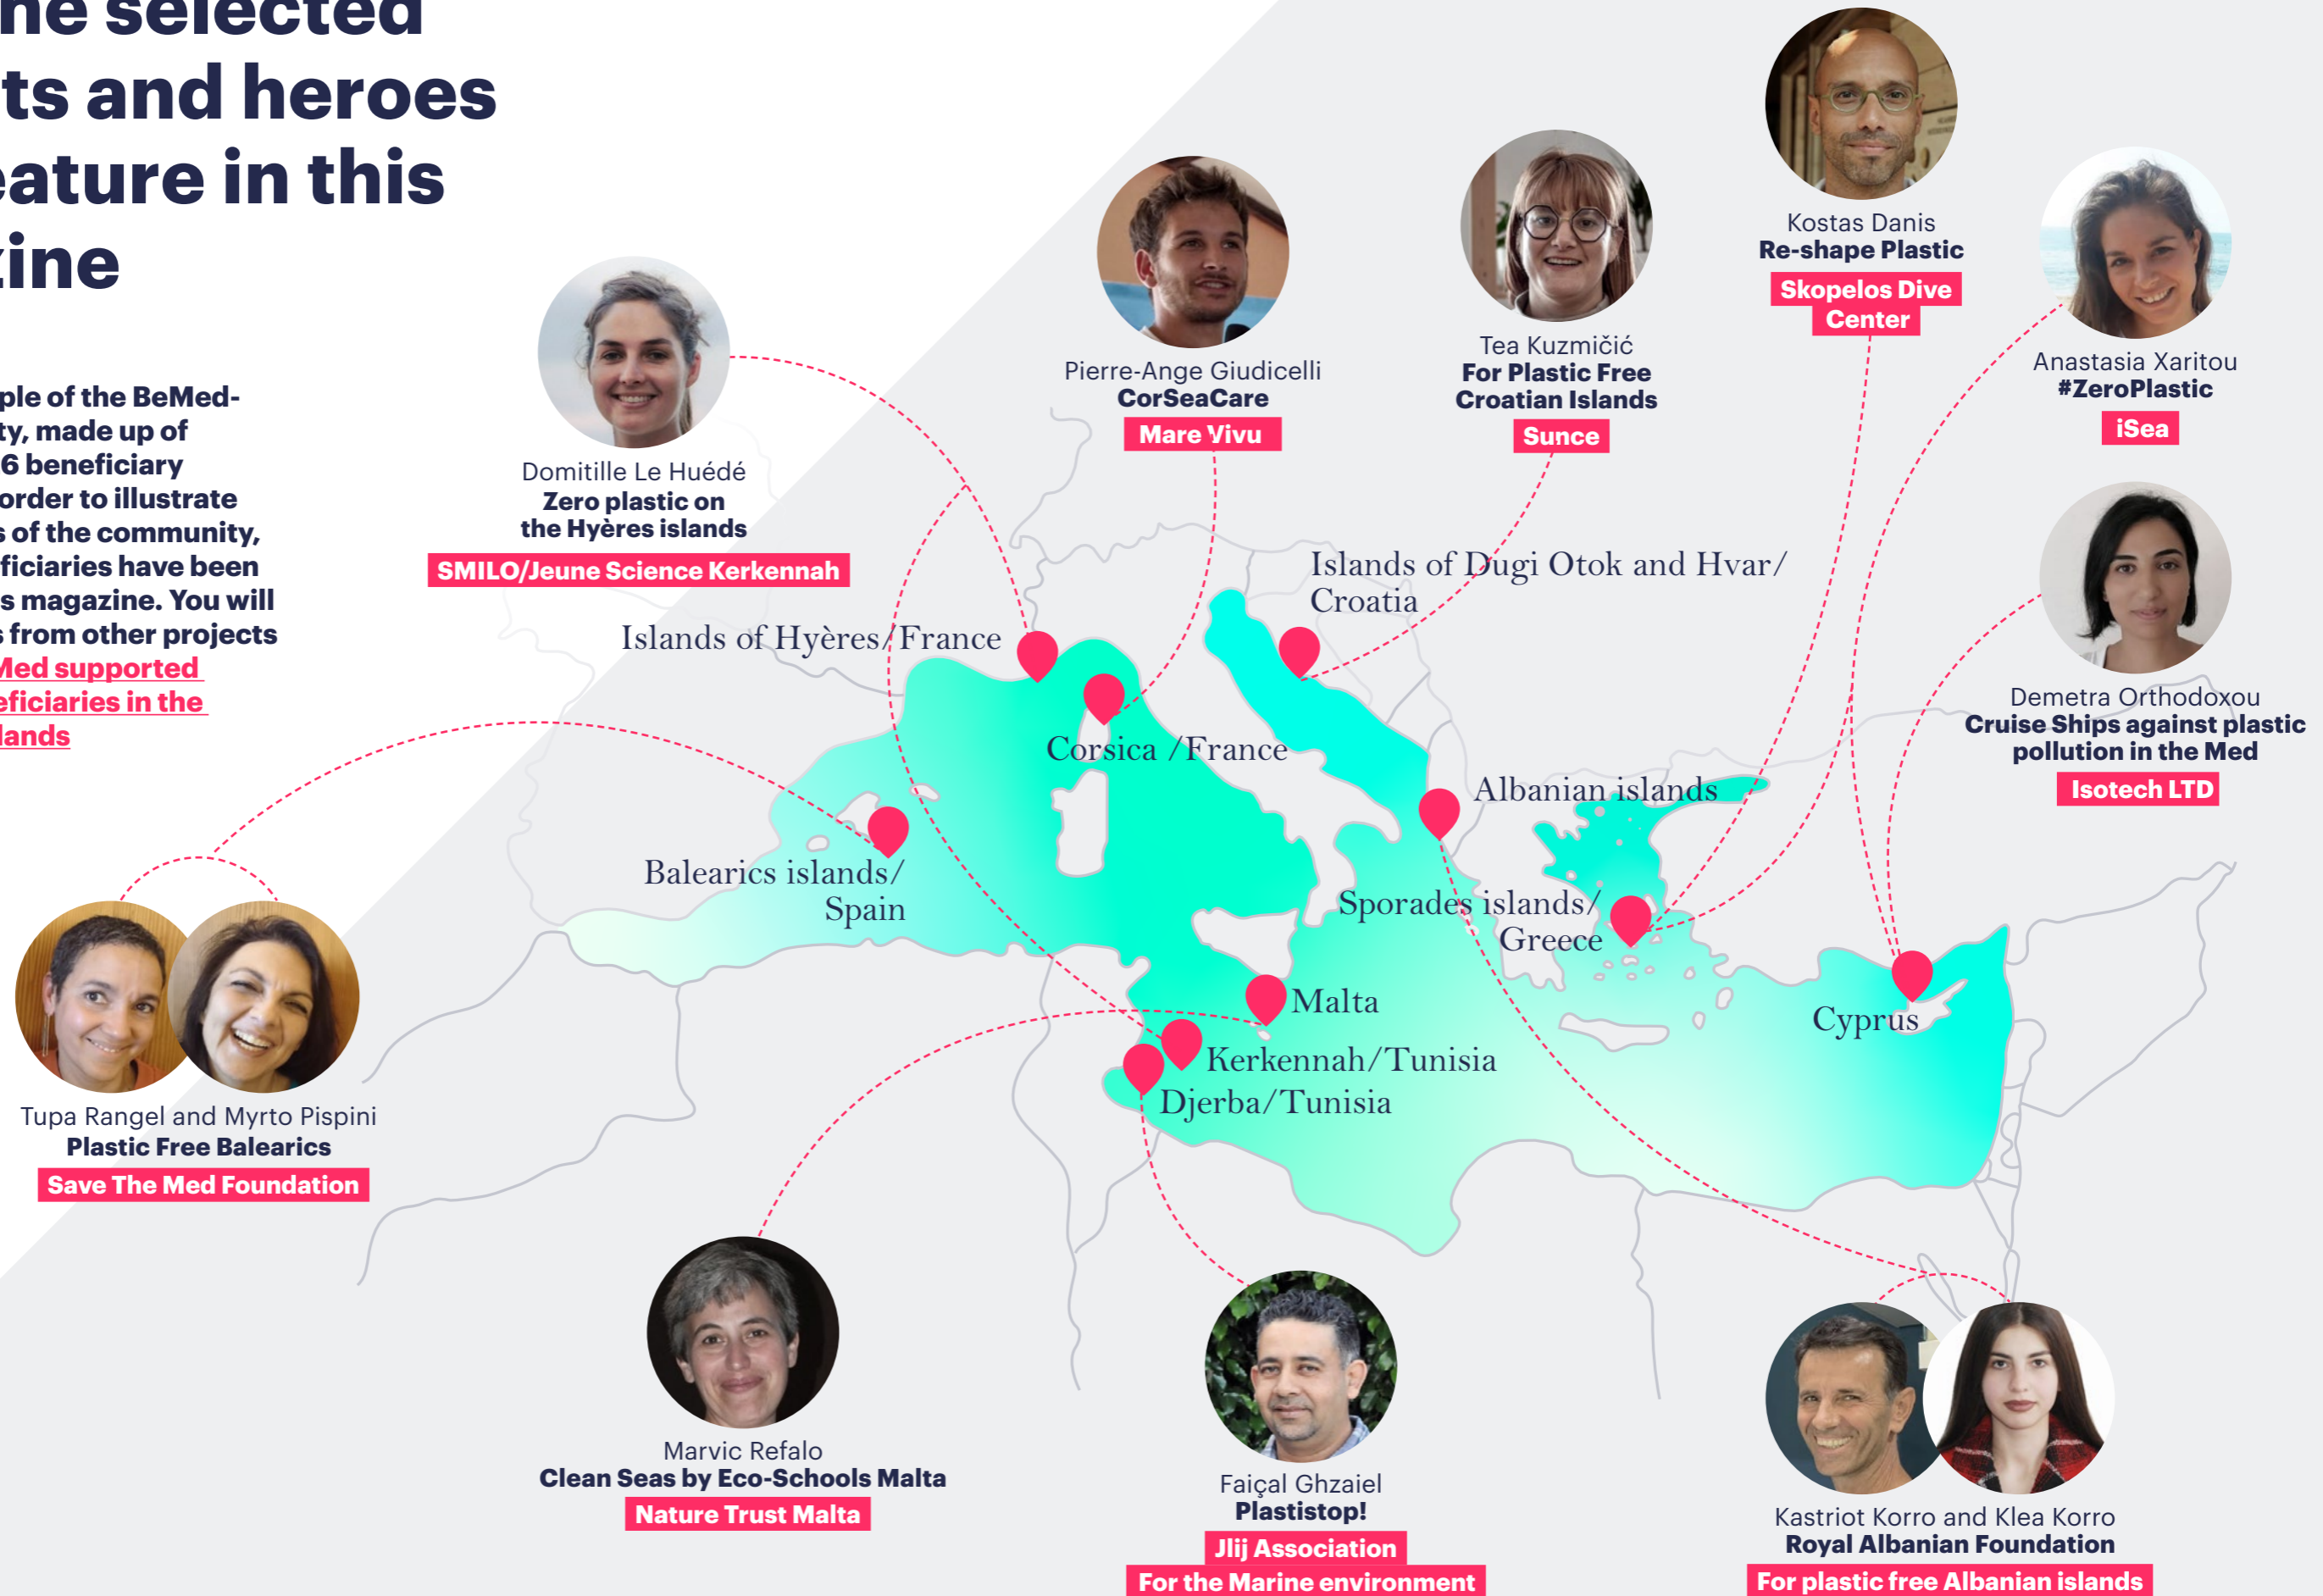 he selected
ts and heroes
eature in this
zine
ple of the BeMed-
ty, made up of
6 beneficiary
order to illustrate
s of the community,
ficiaries have been
s magazine. You will
s from other projects
Med supported
eficiaries in the
lands
Domitille Le Huédé
Zero plastic on
the Hyères islands
SMILO/Jeune Science Kerkennah
Pierre-Ange Giudicelli
CorSeaCare
Mare Vivu
Tea Kuzmičić
For Plastic Free
Croatian Islands
Sunce
Kostas Danis
Re-shape Plastic
Skopelos Dive
Center
Anastasia Xaritou
#ZeroPlastic
iSea
Demetra Orthodoxou
Cruise Ships against plastic
pollution in the Med
Isotech LTD
Islands of Dugi Otok and Hvar/
Croatia
Islands of Hyères/France
Corsica /France
Albanian islands
Balearics islands/
Spain
Sporades islands/
Greece
Malta
Cyprus
Kerkennah/Tunisia
Djerba/Tunisia
Tupa Rangel and Myrto Pispini
Plastic Free Balearics
Save The Med Foundation
Marvic Refalo
Clean Seas by Eco-Schools Malta
Nature Trust Malta
Faiçal Ghzaiel
Plastistop!
Jlij Association
For the Marine environment
Kastriot Korro and Klea Korro
Royal Albanian Foundation
For plastic free Albanian islands